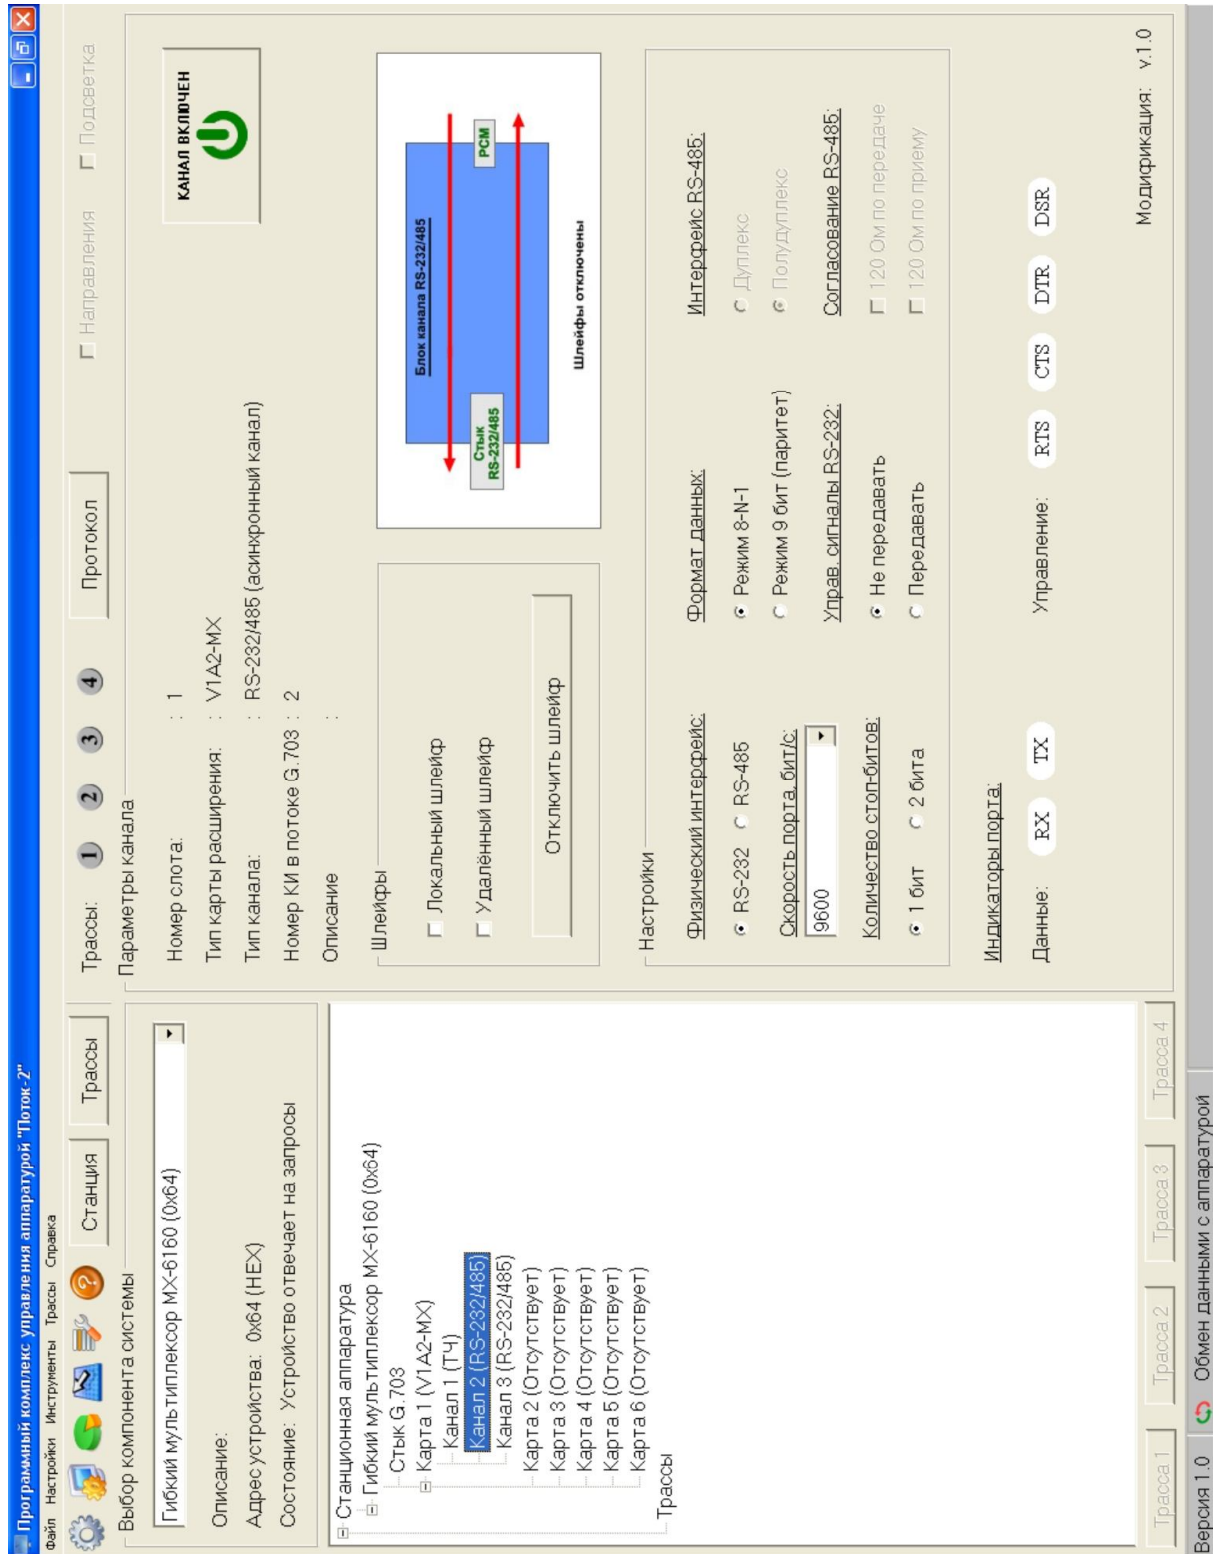 Программный комплекс управления аппаратурой "Поток-2"
Файл Настройки Инструменты Трассы Справка
Станция Трассы Трассы: 1 2 3 4 Протокол Направления Подсветка
Выбор компонента системы
Гибкий мультиплексор MX-6160 (0x64)
Описание:
Адрес устройства: 0x64 (HEX)
Состояние: Устройство отвечает на запросы
Станционная аппаратура
Гибкий мультиплексор MX-6160 (0x64)
Стык G.703
Карта 1 (V1A2-MX)
Канал 1 (ТЧ)
Канал 2 (RS-232/485)
Канал 3 (RS-232/485)
Карта 2 (Отсутствует)
Карта 3 (Отсутствует)
Карта 4 (Отсутствует)
Карта 5 (Отсутствует)
Карта 6 (Отсутствует)
Трассы
Трасса 1 Трасса 2 Трасса 3 Трасса 4
Параметры канала
Номер слота: : 1
Тип карты расширения: : V1A2-MX
Тип канала: : RS-232/485 (асинхронный канал)
Номер КИ в потоке G.703 : 2
Описание :
КАНАЛ ВКЛЮЧЕН
Шлейфы
Локальный шлейф
Удалённый шлейф
Отключить шлейф
Блок канала RS-232/485
Стык
RS-232/485
PCM
Шлейфы отключены
Настройки
Физический интерфейс:
RS-232 RS-485
Скорость порта, бит/с:
9600
Количество стоп-битов:
1 бит 2 бита
Формат данных:
Режим 8-N-1
Режим 9 бит (паритет)
Управ. сигналы RS-232:
Не передавать
Передавать
Интерфейс RS-485:
Дуплекс
Полудуплекс
Согласование RS-485:
120 Ом по передаче
120 Ом по приему
Индикаторы порта:
Данные: RX TX Управление: RTS CTS DTR DSR
Модификация: v.1.0
Версия 1.0 Обмен данными с аппаратурой